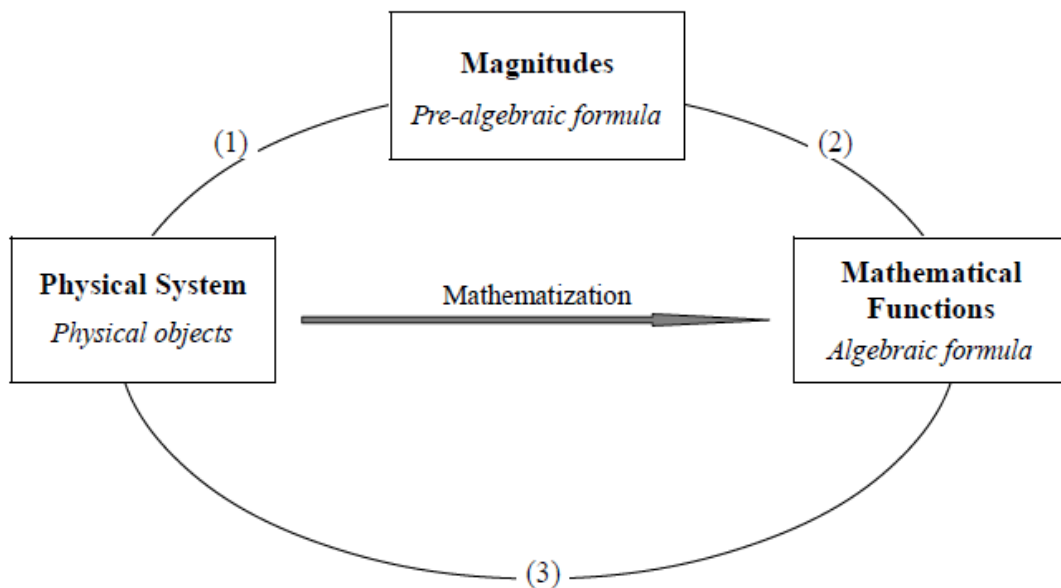 Magnitudes
Pre-algebraic formula
(1)
(2)
Physical System
Physical objects
Mathematization
Mathematical
Functions
Algebraic formula
(3)